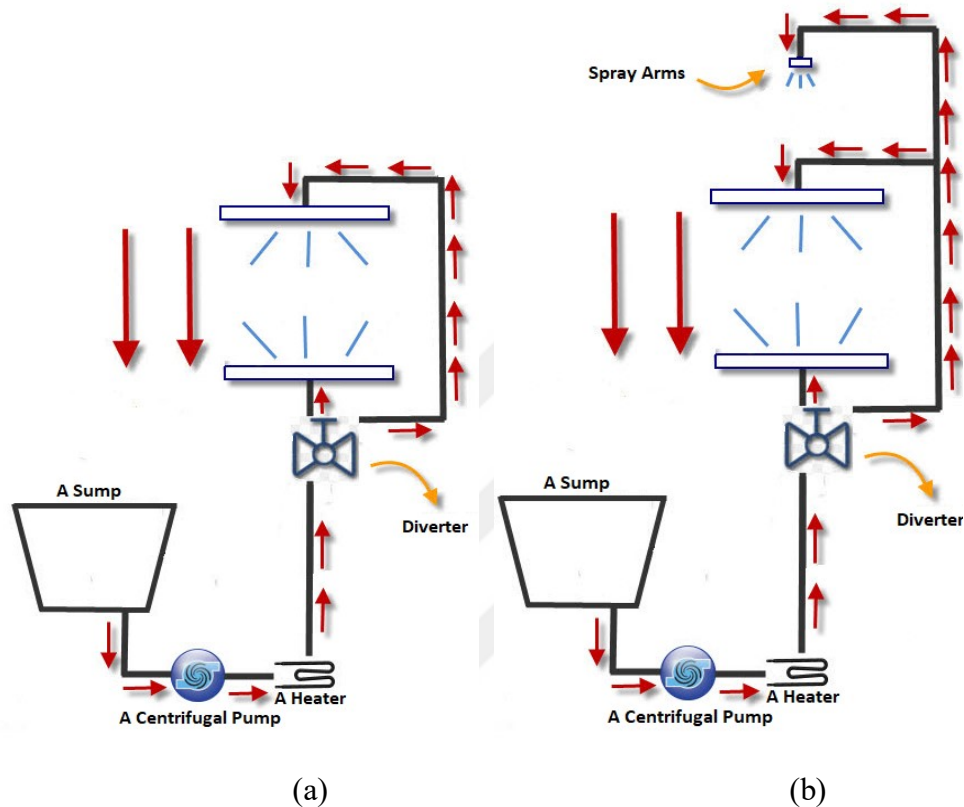 A Sump
Diverter
A Heater
A Centrifugal Pump
(a)
Spray Arms
A Sump
Diverter
A Heater
A Centrifugal Pump
(b)